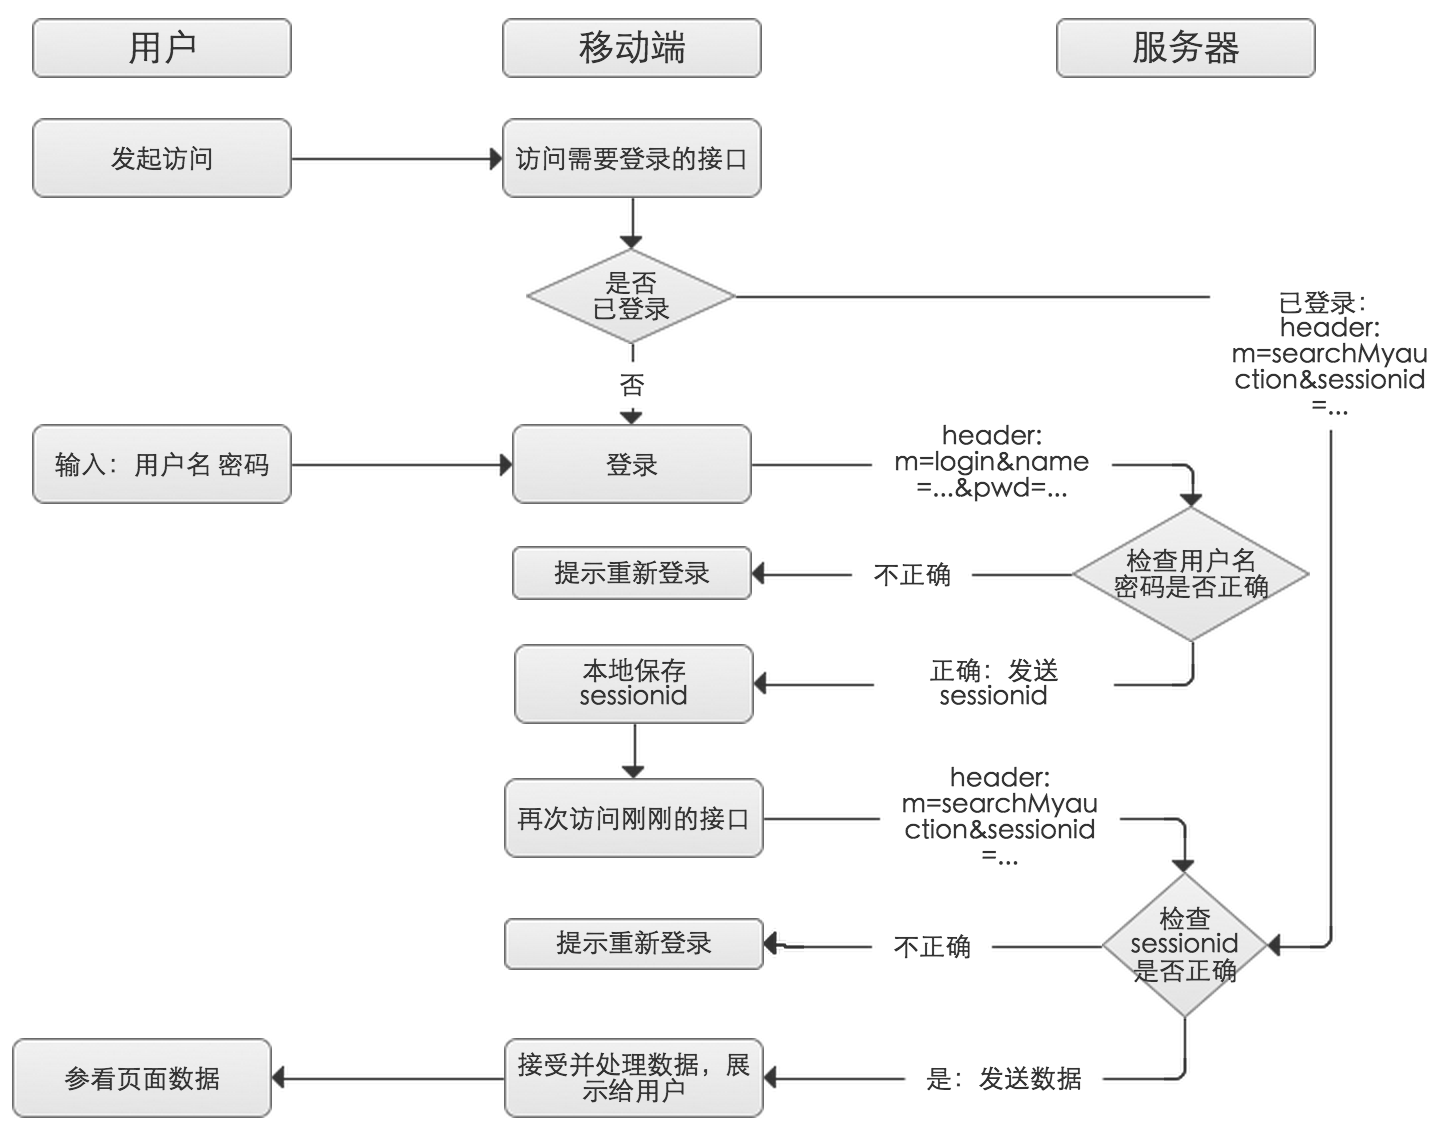 用户
移动端
服务器
发起访问
访问需要登录的接口
是否
已登录
已登录：
header:
m=searchMyau
ction&sessionid
=...
否
输入：用户名 密码
登录
header:
m=login&name
=...&pwd=...
检查用户名
密码是否正确
不正确
提示重新登录
正确：发送
sessionid
本地保存
sessionid
再次访问刚刚的接口
header:
m=searchMyau
ction&sessionid
=...
检查
sessionid
是否正确
不正确
提示重新登录
是：发送数据
接受并处理数据，展
示给用户
参看页面数据